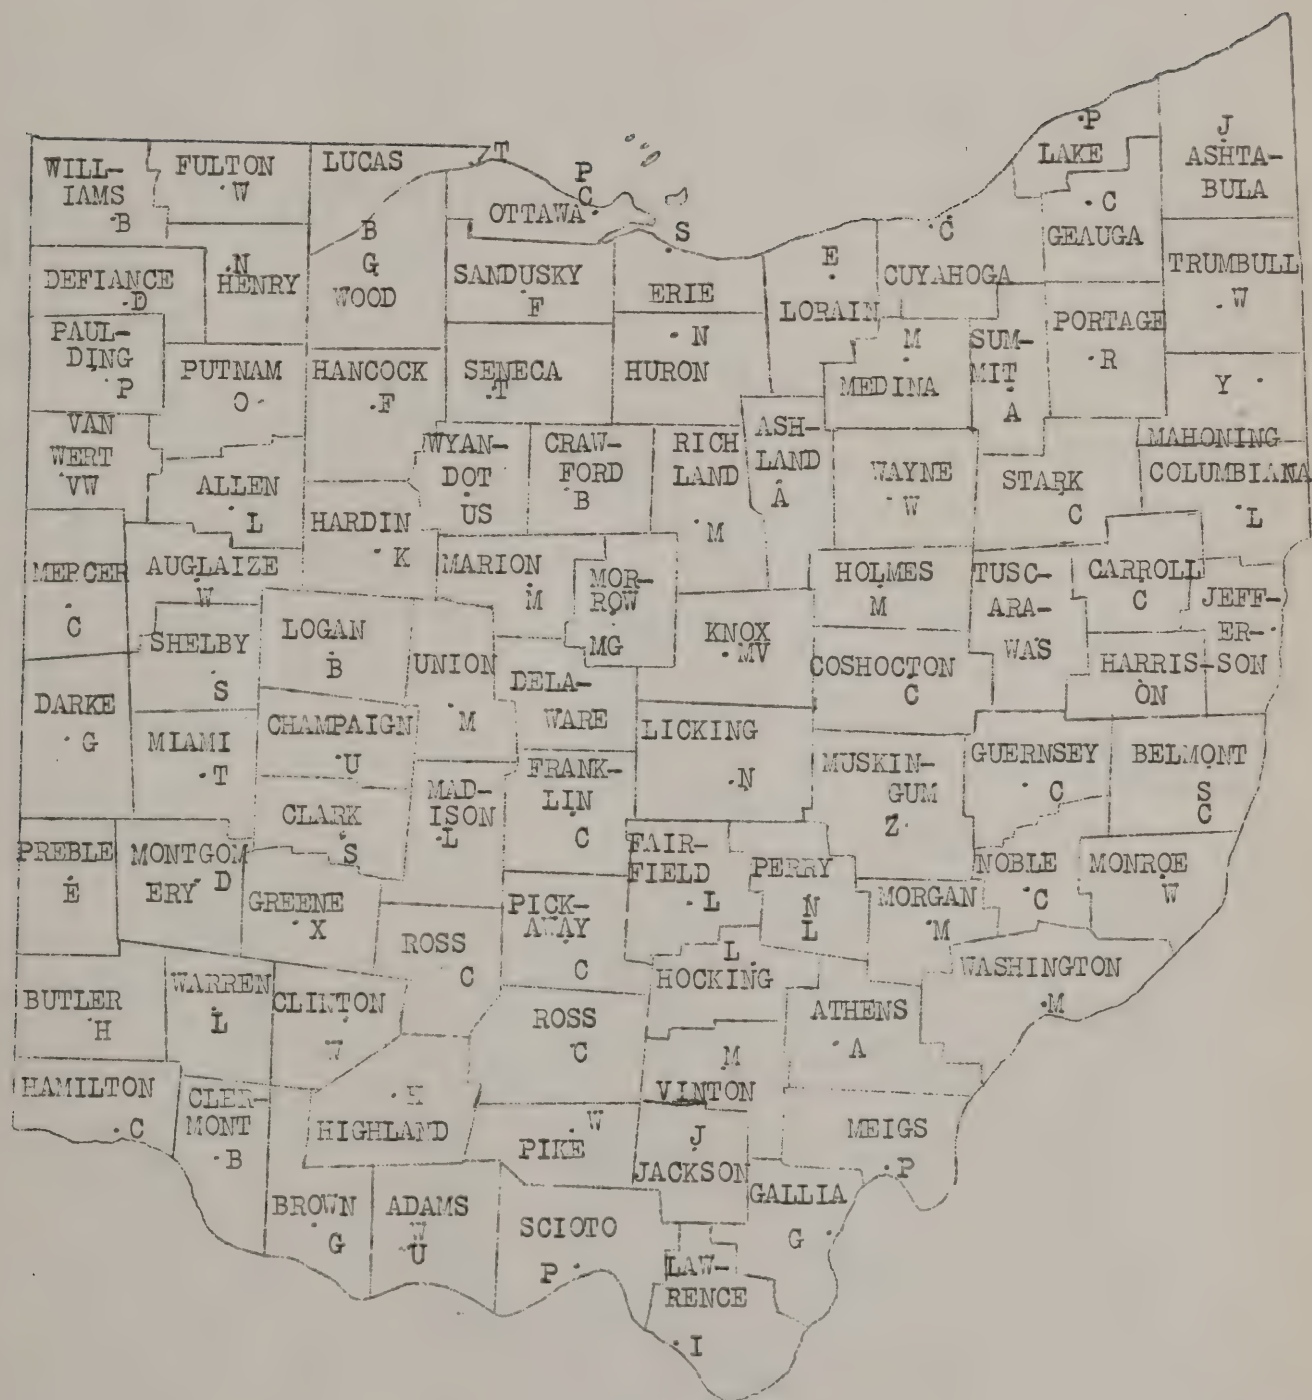 P
J
LAKE
ASHTA-
BULA
T
WILL-
IAMS
B
FULTON
W
LUCAS
P
C
OTTAWA
S
C
C
GEAUGA
B
G
WOOD
N
HENRY
DEFIANCE
D
SANDUSKY
F
ERIE
E
LORAIN
CUYAHOGA
TRUMBULL
W
PAUL-
DING
P
PUTNAM
O
HANCOCK
F
SENECA
T
N
HURON
M
MEDINA
SUM-
MIT
A
PORTAGE
R
Y
MAHONING
VAN
WERT
VW
ALLEN
L
WYAN-
DOT
US
CRAW-
FORD
B
RICH
LAND
M
ASH-
LAND
A
WAYNE
W
STARK
C
COLUMBIANA
L
HARDIN
K
MERCER
C
AUGLAIZE
W
MARION
M
MOR-
ROW
MG
HOLMES
M
TUSC-
ARA-
WAS
CARROLL
C
JEFF-
ER-
SON
SHELBY
S
LOGAN
B
UNION
M
DELA-
WARE
KNOX
MV
COSHOCTON
C
HARRIS-
ON
DARKE
G
MIAMI
T
CHAMPAIGN
U
LICKING
N
MUSKIN-
GUM
Z
GUERNSEY
C
BELMONT
S
C
CLARK
S
MAD-
ISON
L
FRANK-
LIN
C
PREBLE
E
MONTGOM
ERY
D
GREENE
X
FAIR-
FIELD
L
PERRY
N
L
MORGAN
M
NOBLE
C
MONROE
W
ROSS
C
PICK-
AWAY
C
L
HOCKING
WASHINGTON
M
BUTLER
H
WARREN
L
CLINTON
W
ROSS
C
ATHENS
A
M
VINTON
HAMILTON
C
CLER-
MONT
B
H
HIGHLAND
W
PIKE
J
JACKSON
MEIGS
P
BROWN
G
ADAMS
W
U
SCIOTO
P
GALLIA
G
LAW-
RENCE
I